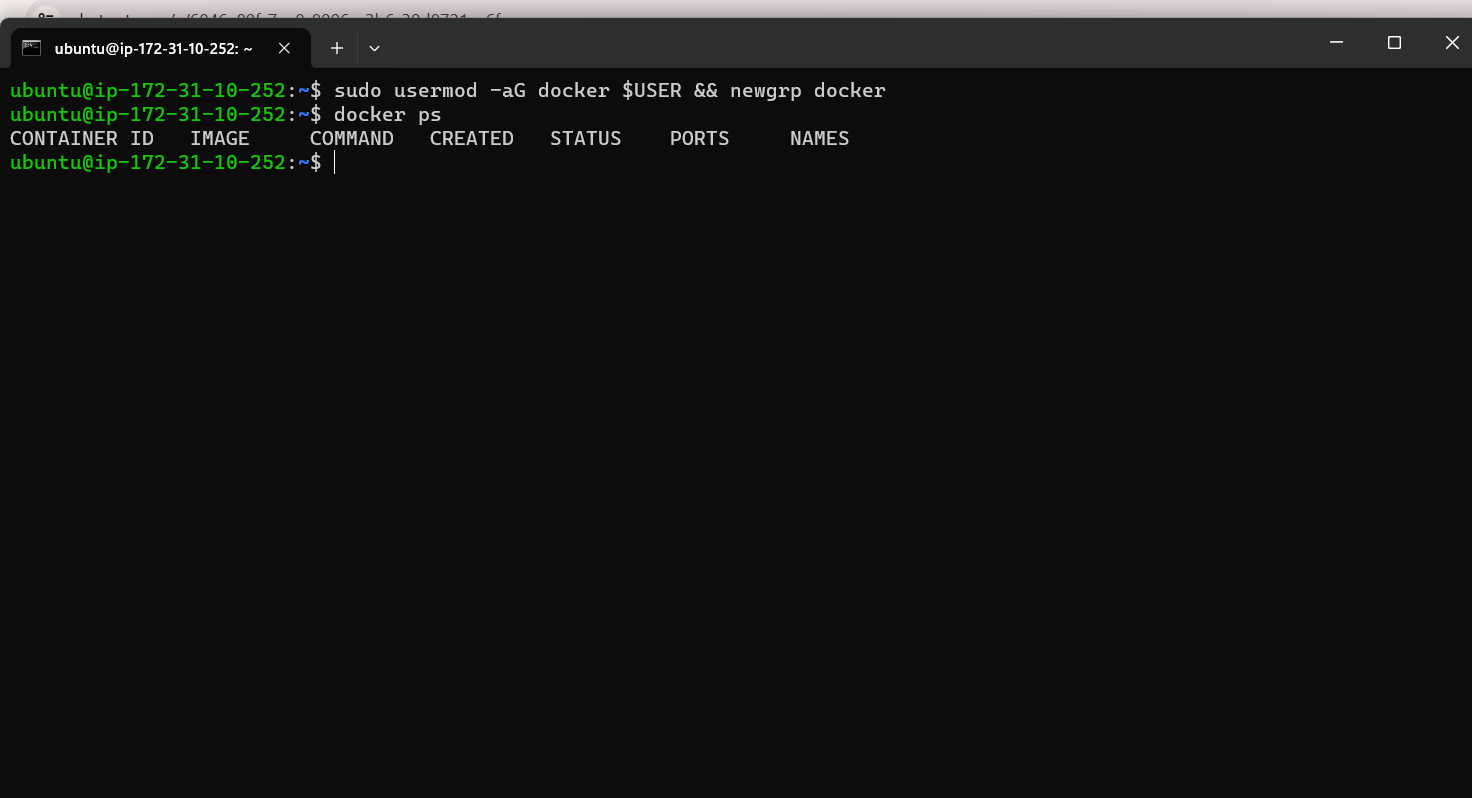 ubuntu@ip-172-31-10-252: ~
ubuntu@ip-172-31-10-252:~$ sudo usermod -aG docker $USER && newgrp docker
ubuntu@ip-172-31-10-252:~$ docker ps
CONTAINER ID   IMAGE     COMMAND   CREATED   STATUS    PORTS     NAMES
ubuntu@ip-172-31-10-252:~$